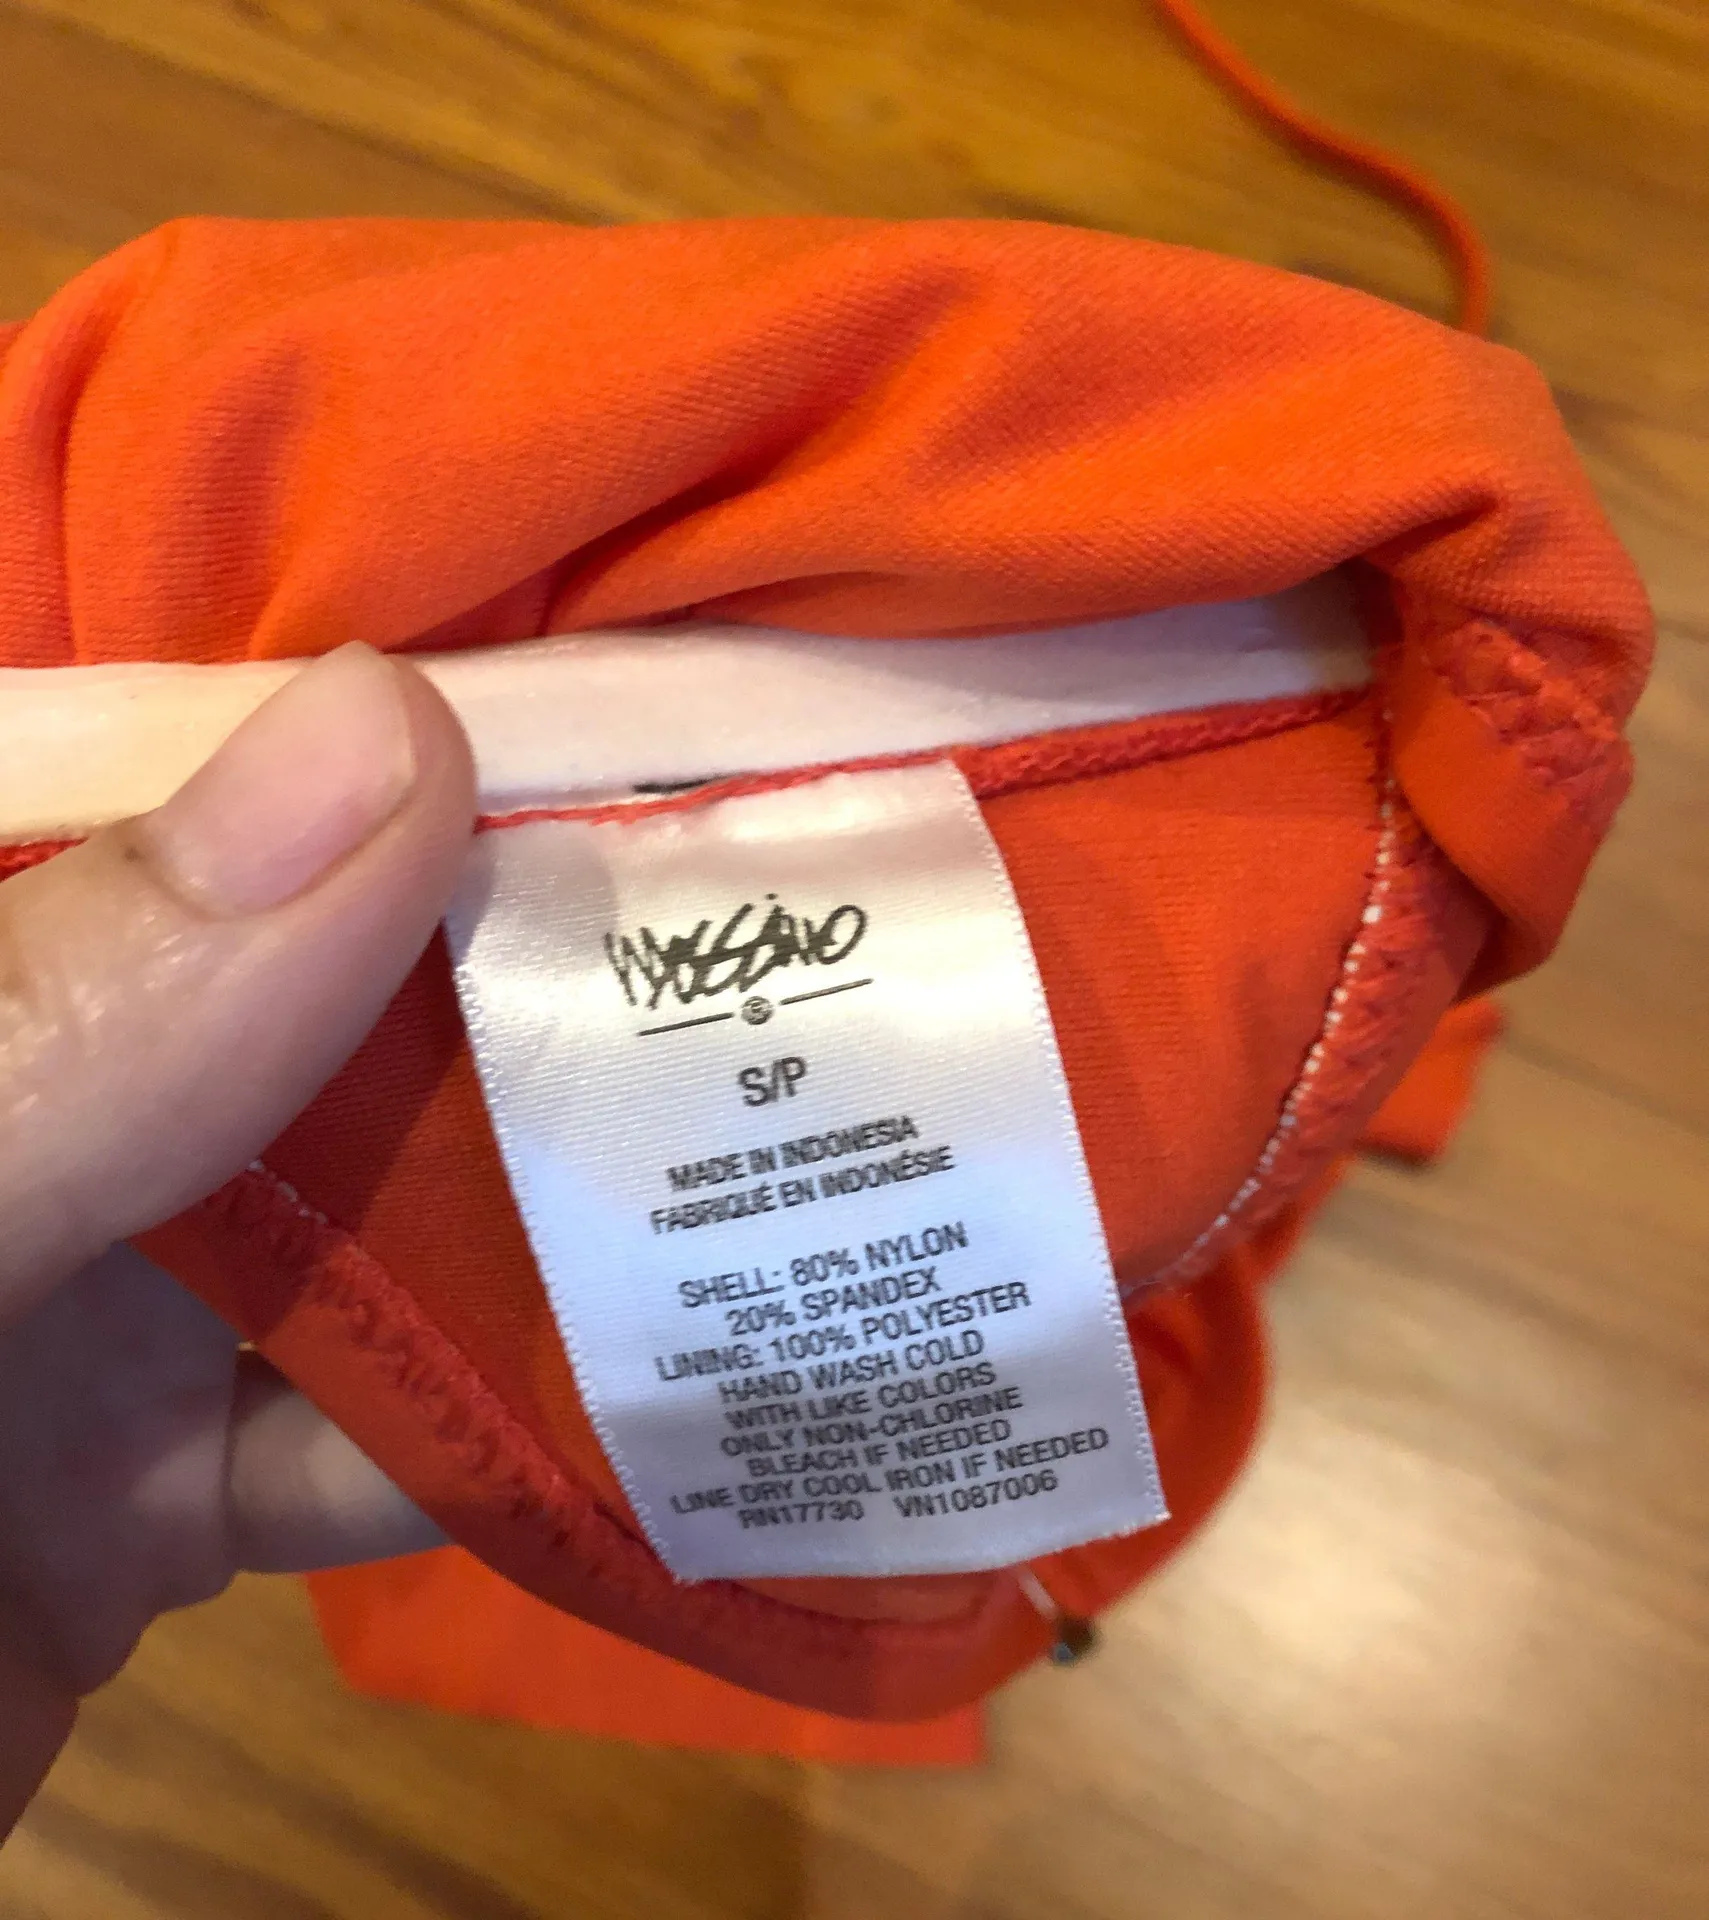 MOSSIMO
S/P
MADE IN INDONESIA
FABRIQUÉ EN INDONÉSIE
SHELL: 80% NYLON
20% SPANDEX
LINING: 100% POLYESTER
HAND WASH COLD
WITH LIKE COLORS
ONLY NON-CHLORINE
BLEACH IF NEEDED
LINE DRY COOL IRON IF NEEDED
RN17730 VN1087006